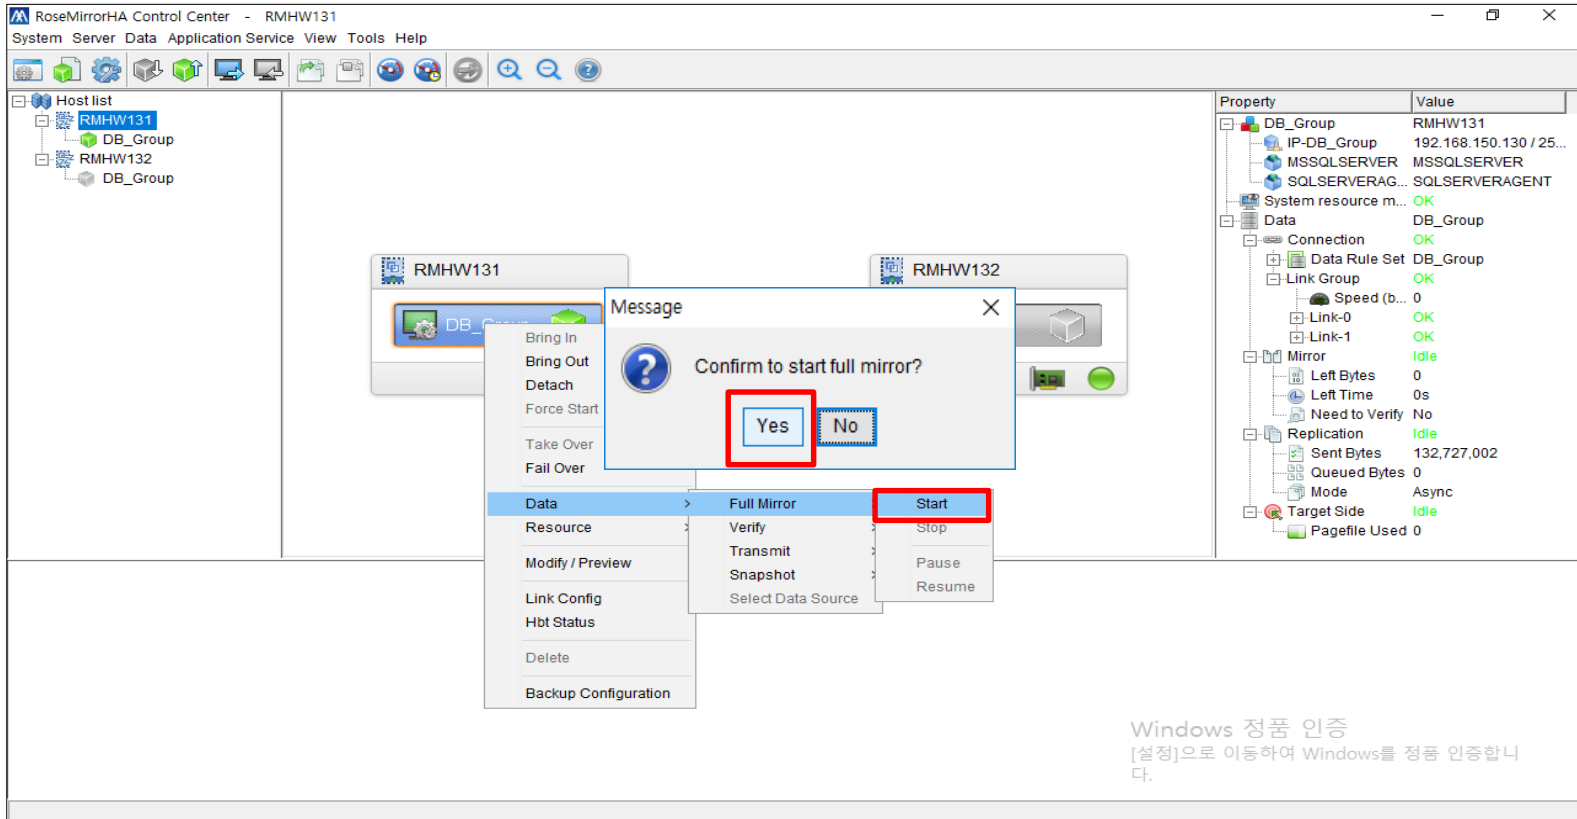 RoseMirrorHA Control Center - RMHW131
System Server Data Application Service View Tools Help
Host list
RMHW131
DB_Group
RMHW132
DB_Group
RMHW131
RMHW132
Message
Confirm to start full mirror?
Yes No
Bring In
Bring Out
Detach
Force Start
Take Over
Fail Over
Data > Full Mirror Start
Resource Verify Stop
Transmit
Modify / Preview Pause
Snapshot
Resume
Link Config Select Data Source
Hbt Status
Delete
Backup Configuration
Property Value
DB_Group RMHW131
IP-DB_Group 192.168.150.130 / 25...
MSSQLSERVER MSSQLSERVER
SQLSERVERAG... SQLSERVERAGENT
System resource m... OK
Data DB_Group
Connection OK
Data Rule Set DB_Group
Link Group OK
Speed (b... 0
Link-0 OK
Link-1 OK
Mirror Idle
Left Bytes 0
Left Time 0s
Need to Verify No
Replication Idle
Sent Bytes 132,727,002
Queued Bytes 0
Mode Async
Target Side Idle
Pagefile Used 0
Windows 정품 인증
[설정]으로 이동하여 Windows를 정품 인증합니
다.